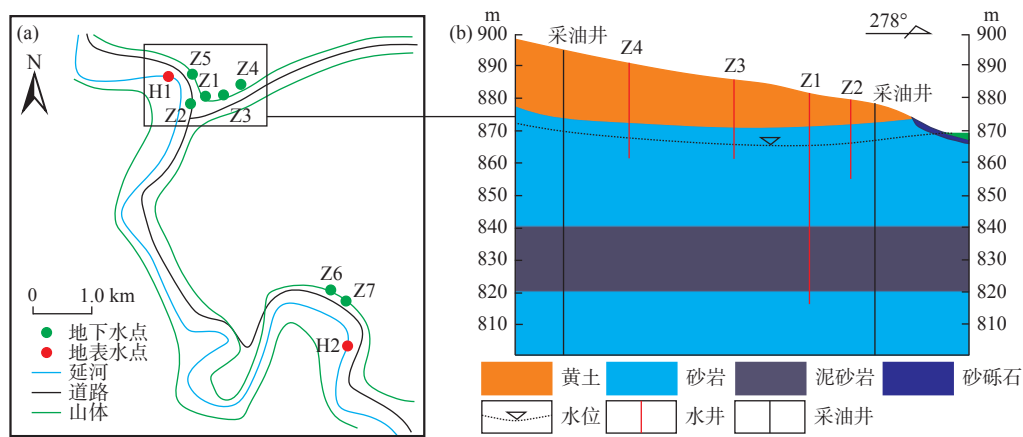 (a)
N
Z5
Z1
Z4
H1
Z2
Z3
Z6
Z7
H2
0 1.0 km
地下水点
地表水点
延河
道路
山体
(b)
m
900
890
880
870
860
850
840
830
820
810
采油井
Z4
Z3
Z1
Z2
采油井
278°
m
900
890
880
870
860
850
840
830
820
810
黄土
砂岩
泥砂岩
砂砾石
水位
水井
采油井